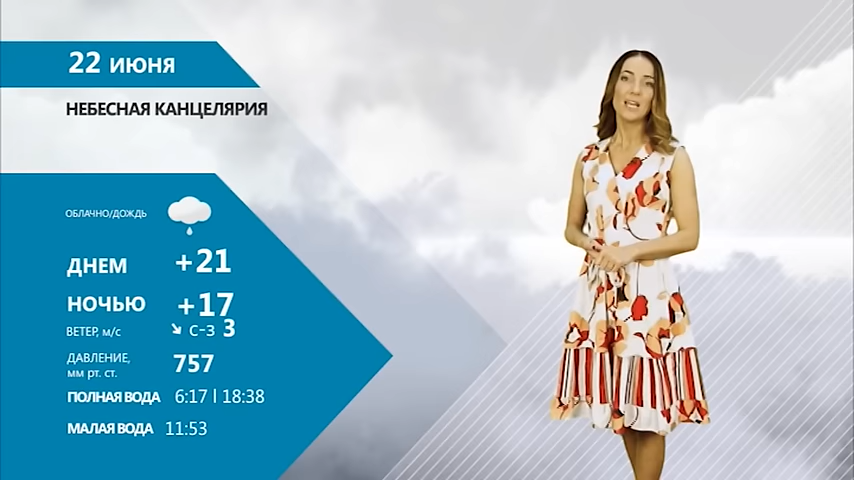 22 ИЮНЯ
НЕБЕСНАЯ КАНЦЕЛЯРИЯ
ОБЛАЧНО/ДОЖДЬ
ДНЕМ +21
НОЧЬЮ +17
ВЕТЕР, М/С С-З 3
ДАВЛЕНИЕ, 757
мм рт. ст.
ПОЛНАЯ ВОДА 6:17 | 18:38
МАЛАЯ ВОДА 11:53